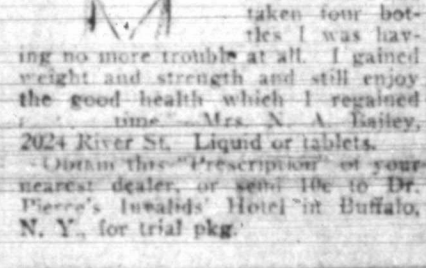 taken four bot-
tles I was hav-
ing no more trouble at all. I gained
weight and strength and still enjoy
the good health which I regained
time." Mrs. N. A. Bailey,
2024 River St. Liquid or tablets.
Obtain this "Prescription" of your
nearest dealer, or send 10c to Dr.
Pierce's Invalids' Hotel in Buffalo,
N. Y., for trial pkg.